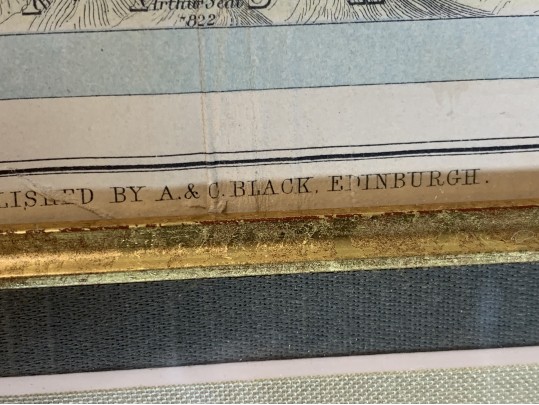 Arthur Seat
822
LISHED BY A. & C. BLACK, EDINBURGH.